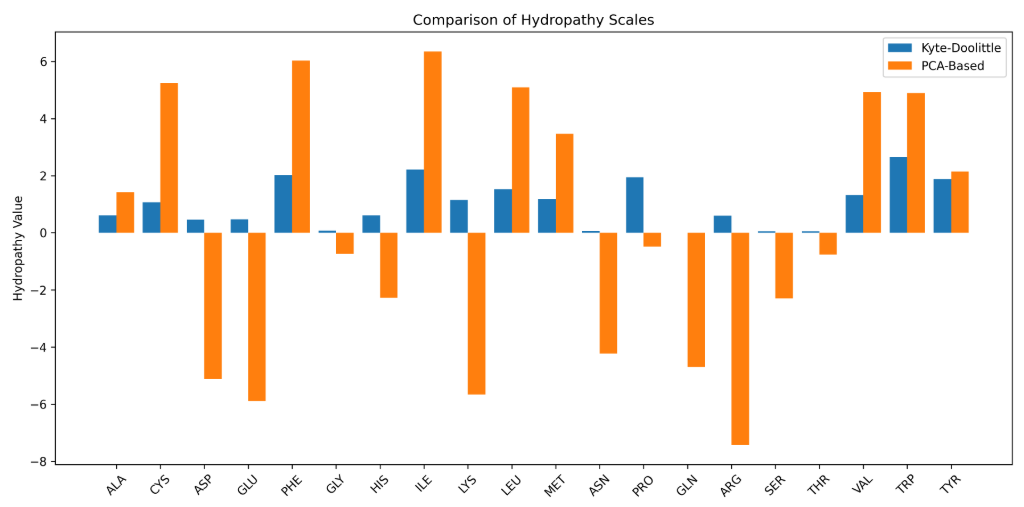 Comparison of Hydropathy Scales
Kyte-Doolittle
PCA-Based
Hydropathy Value
6
4
2
0
−2
−4
−6
−8
ALA
CYS
ASP
GLU
PHE
GLY
HIS
ILE
LYS
LEU
MET
ASN
PRO
GLN
ARG
SER
THR
VAL
TRP
TYR